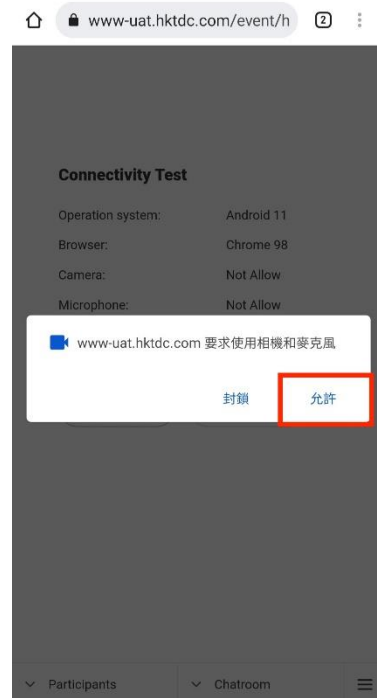 www-uat.hktdc.com/event/h
2
Connectivity Test
Operation system: Android 11
Browser: Chrome 98
Camera: Not Allow
Microphone: Not Allow
www-uat.hktdc.com 要求使用相機和麥克風
封鎖 允許
Participants Chatroom